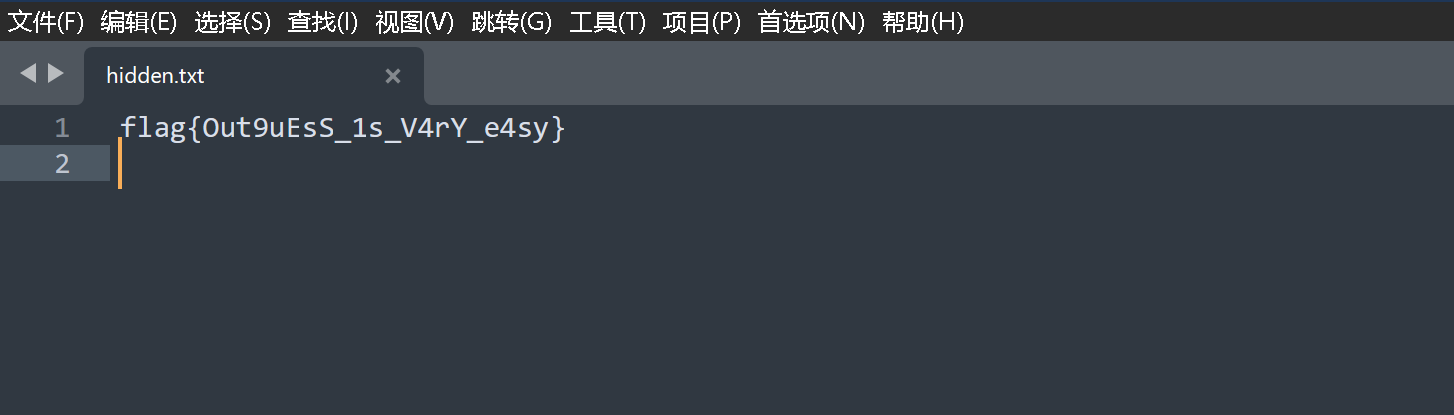 文件(F) 编辑(E) 选择(S) 查找(I) 视图(V) 跳转(G) 工具(T) 项目(P) 首选项(N) 帮助(H)
hidden.txt
1 flag{Out9uEsS_1s_V4rY_e4sy}
2